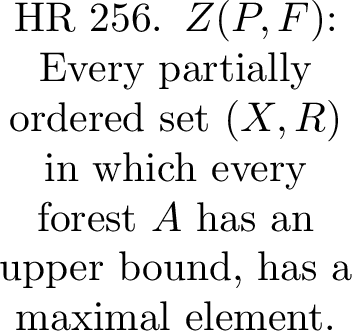 HR 256. Z(P, F):
Every partially
ordered set (X, R)
in which every
forest A has an
upper bound, has a
maximal element.